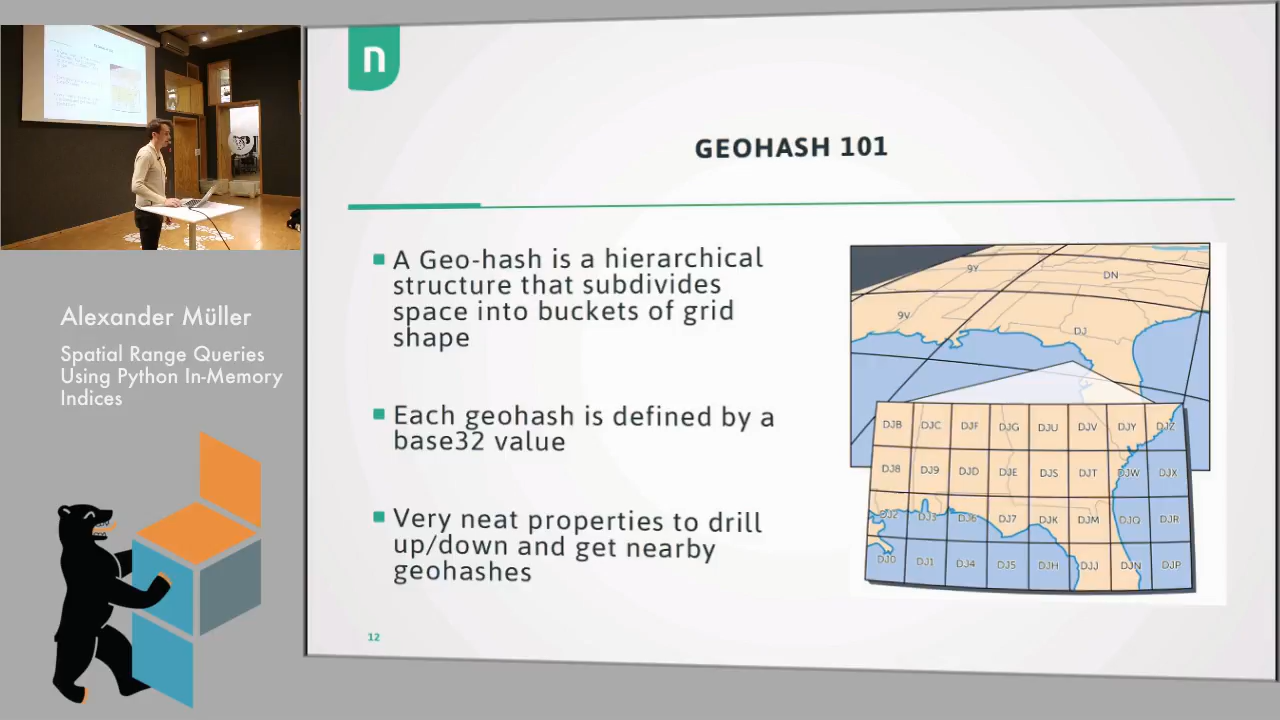 n
GEOHASH 101
A Geo-hash is a hierarchical
structure that subdivides
space into buckets of grid
shape
Each geohash is defined by a
base32 value
Very neat properties to drill
up/down and get nearby
geohashes
9Y
DN
9V
DJ
DJB DJC DJF DJG DJU DJV DJY DJZ
DJ8 DJ9 DJD DJE DJS DJT DJW DJX
DJ2 DJ3 DJ6 DJ7 DJK DJM DJQ DJR
DJ0 DJ1 DJ4 DJ5 DJH DJJ DJN DJP
12
Alexander Müller
Spatial Range Queries
Using Python In-Memory
Indices